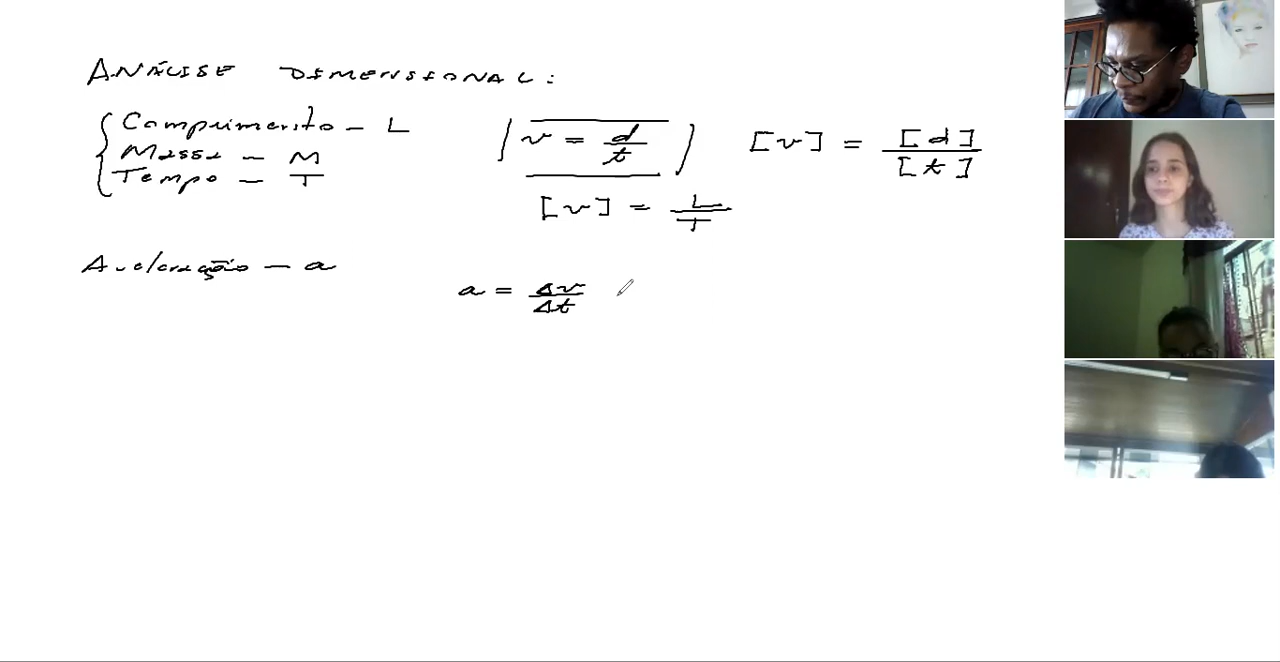 ANÁLISE DIMENSIONAL:
Comprimento - L
Massa - M
Tempo - T
v = d/t
[v] = [d]/[t]
[v] = L/T
Aceleração - a
a = Δv/Δt